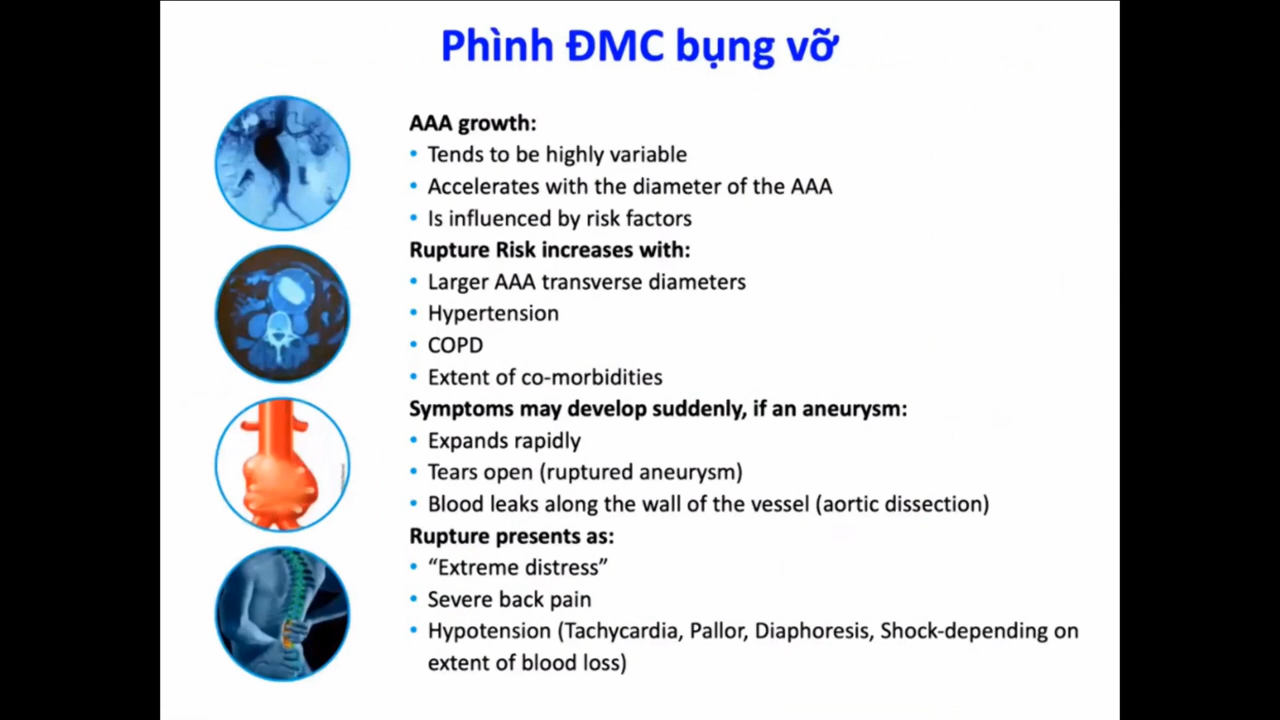 Phình ĐMC bụng vỡ
AAA growth:
• Tends to be highly variable
• Accelerates with the diameter of the AAA
• Is influenced by risk factors
Rupture Risk increases with:
• Larger AAA transverse diameters
• Hypertension
• COPD
• Extent of co-morbidities
Symptoms may develop suddenly, if an aneurysm:
• Expands rapidly
• Tears open (ruptured aneurysm)
• Blood leaks along the wall of the vessel (aortic dissection)
Rupture presents as:
• “Extreme distress”
• Severe back pain
• Hypotension (Tachycardia, Pallor, Diaphoresis, Shock-depending on
extent of blood loss)